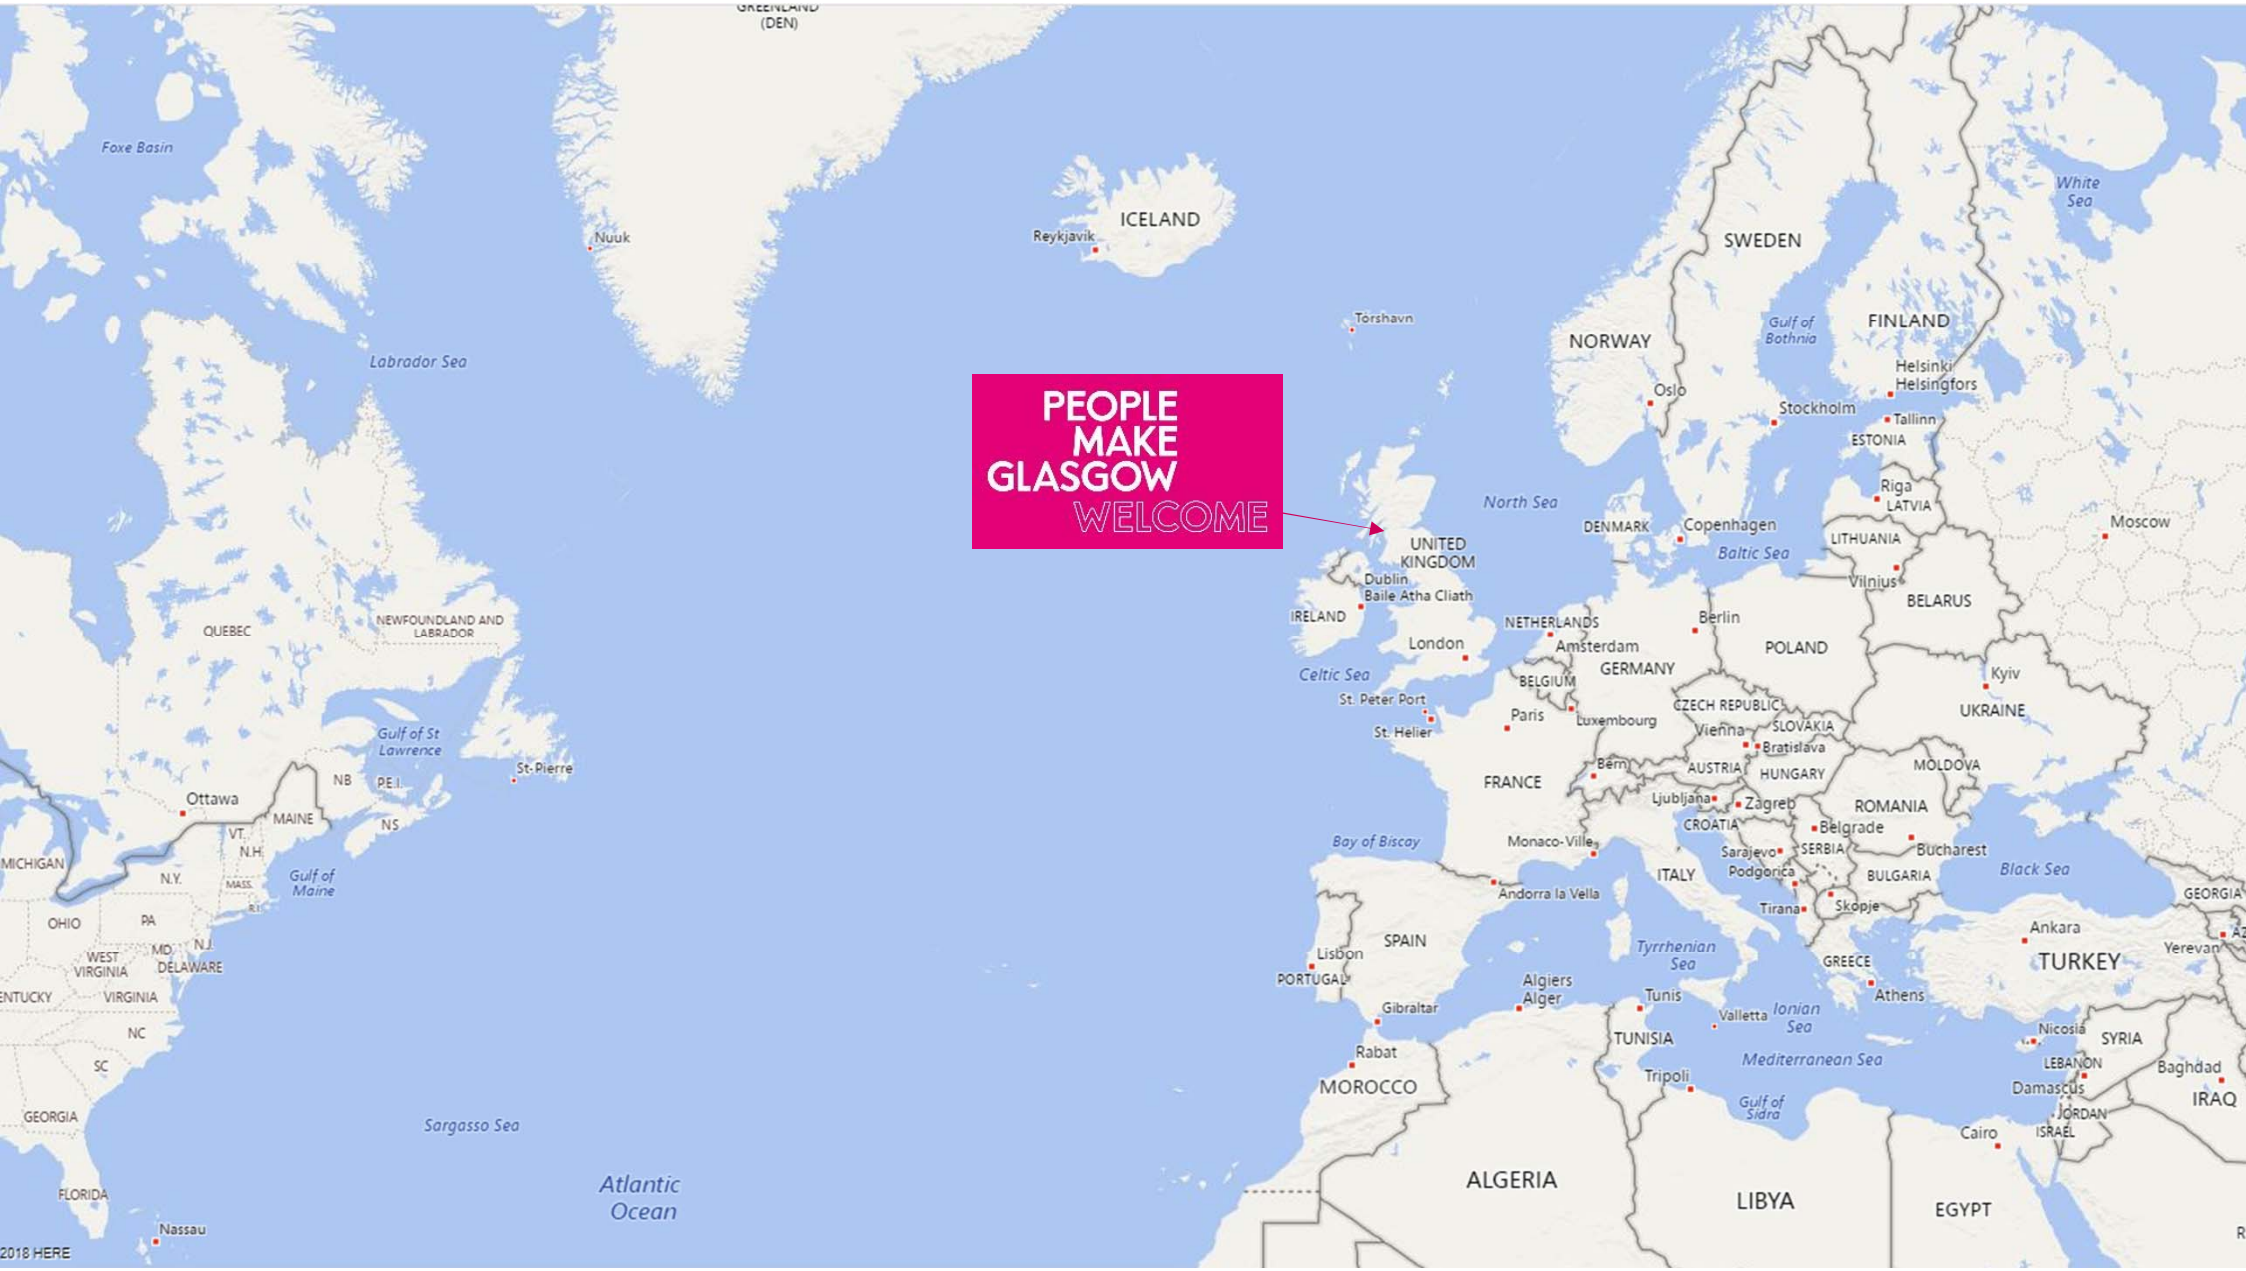 GREENLAND
(DEN)
Foxe Basin
White
Sea
ICELAND
Reykjavik
Nuuk
SWEDEN
Torshavn
Gulf of
Bothnia
FINLAND
NORWAY
Labrador Sea
Helsinki
Helsingfors
Oslo
Stockholm
Tallinn
ESTONIA
PEOPLE
MAKE
GLASGOW
WELCOME
North Sea
Riga
LATVIA
DENMARK
Copenhagen
Moscow
LITHUANIA
Baltic Sea
UNITED
KINGDOM
Vilnius
Dublin
Baile Atha Cliath
BELARUS
IRELAND
NETHERLANDS
Berlin
NEWFOUNDLAND AND
LABRADOR
QUEBEC
London
Amsterdam
POLAND
GERMANY
Celtic Sea
BELGIUM
Kyiv
St. Peter Port
CZECH REPUBLIC
UKRAINE
Paris
Luxembourg
St. Helier
Vienna
SLOVAKIA
Gulf of St
Lawrence
Bratislava
St-Pierre
Bern
AUSTRIA
HUNGARY
MOLDOVA
NB
P.E.I.
FRANCE
Ottawa
Ljubljana
Zagreb
ROMANIA
MAINE
NS
CROATIA
Belgrade
VT.
N.H.
Bay of Biscay
Monaco-Ville
Sarajevo
SERBIA
Bucharest
MICHIGAN
Podgorica
BULGARIA
Black Sea
N.Y.
MASS.
Gulf of
Maine
ITALY
Andorra la Vella
GEORGIA
R.I.
Tirana
Skopje
OHIO
PA
Ankara
AZ
N.J.
MD.
SPAIN
Tyrrhenian
Sea
Yerevan
WEST
VIRGINIA
DELAWARE
Lisbon
PORTUGAL
GREECE
TURKEY
ENTUCKY
VIRGINIA
Algiers
Alger
Tunis
Athens
Gibraltar
Valletta
Ionian
Sea
NC
Nicosia
SYRIA
TUNISIA
Rabat
Mediterranean Sea
LEBANON
Baghdad
SC
MOROCCO
Tripoli
Damascus
IRAQ
Gulf of
Sidra
JORDAN
GEORGIA
Sargasso Sea
Cairo
ISRAEL
Atlantic
Ocean
ALGERIA
LIBYA
EGYPT
FLORIDA
Nassau
R
2018 HERE